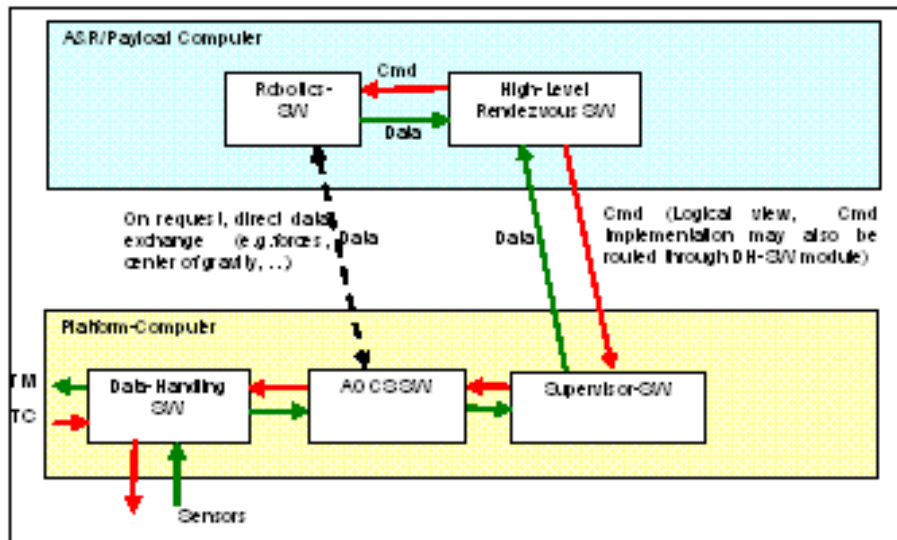 ASR/Payload Computer
Cmd
Robotics-
SW
High-Level
Rendezvous SW
Data
On request, direct data
exchange (e.g.forces,
center of gravity, ...)
Data
Data
Cmd (Logical view, Cmd
implementation may also be
routed through DH-SW module)
Platform-Computer
TM
TC
Data-Handling
SW
AOCS SW
Supervisor-SW
Sensors